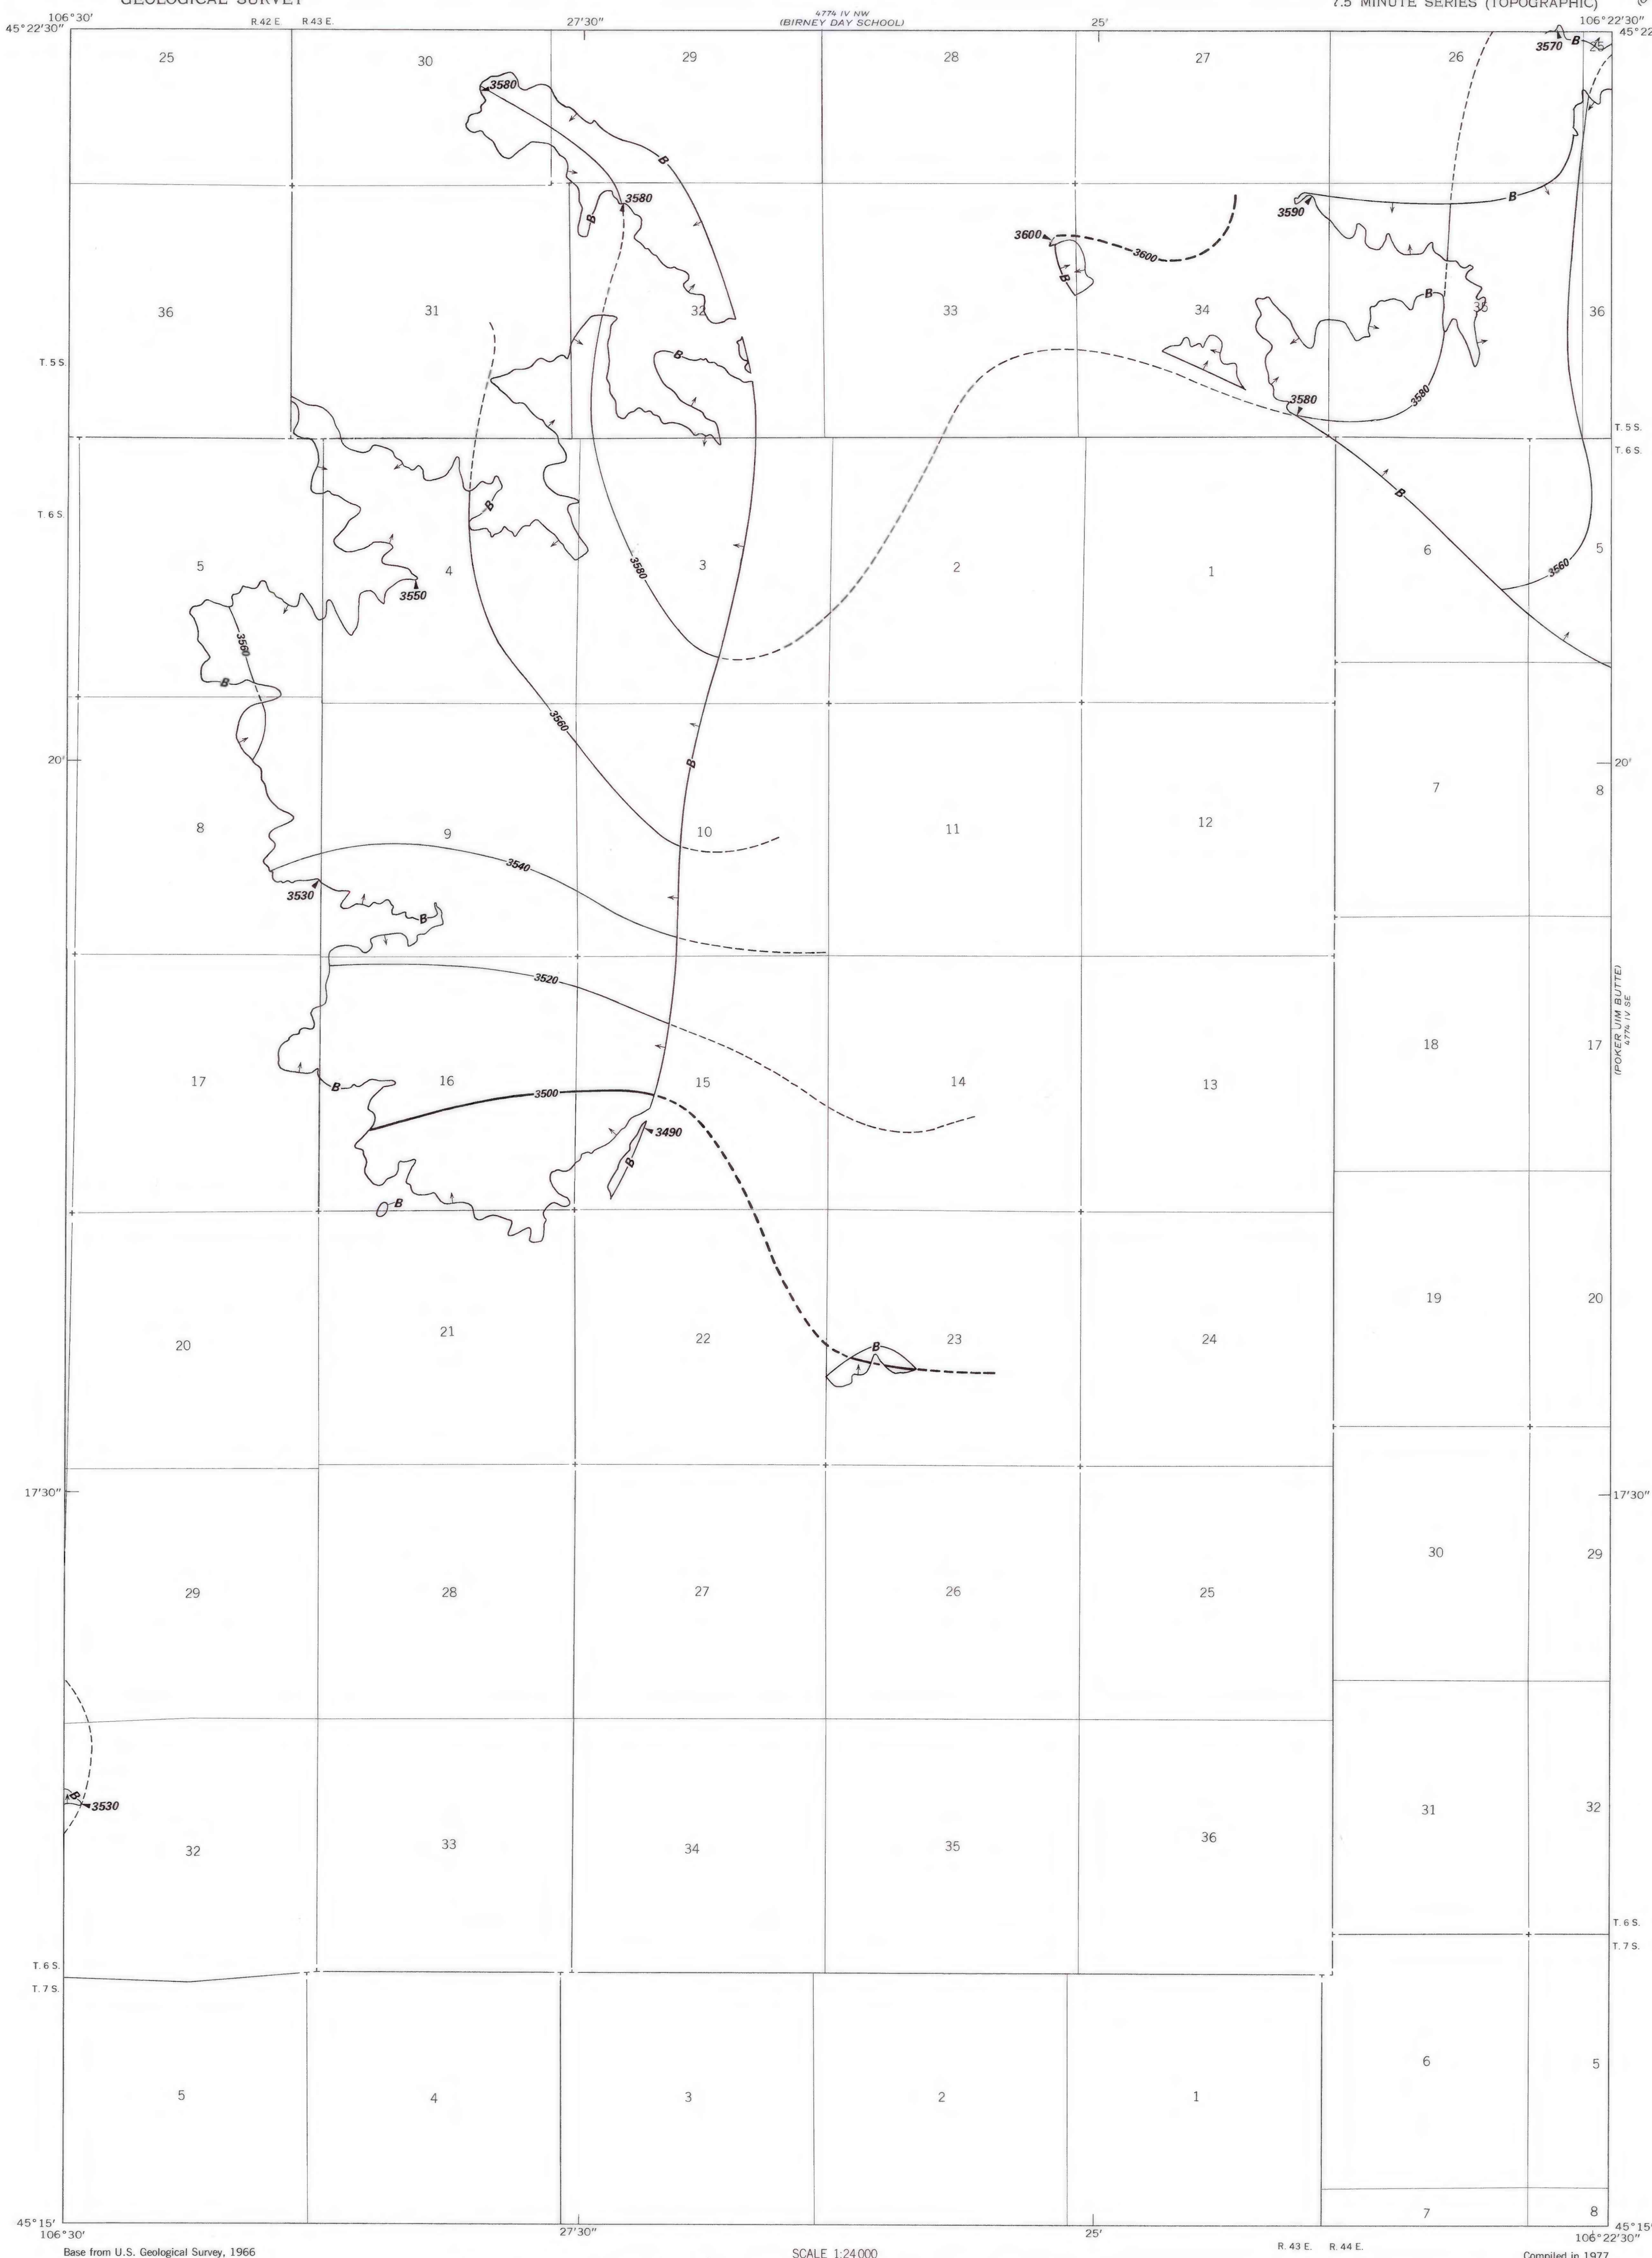 GEOLOGICAL SURVEY
7.5 MINUTE SERIES (TOPOGRAPHIC)
106°30' R.42 E. R.43 E. 27'30" 4774 IV NW 25' 106°22'30"
(BIRNEY DAY SCHOOL)
45°22'30" 45°22
25 30 29 28 27 26 25
3570 B
3580
B
3580
B
3590 B
3600
3600
B
B
36 31 32 33 34 35 36
T. 5 S.
B
3580
3580
T. 5 S.
T. 6 S.
B
B
T. 6 S.
5 4 3 2 1 6 5
3580
3560
3550
3560
B
3560
20' B 20'
7 8
8 9 10 11 12
3540
3530
B
3520
(POKER JIM BUTTE)
4774 IV SE
18 17
17 16 15 14 13
B
3500
3490
B
B
19 20
20 21 22 23 24
B
17'30" 17'30"
30 29
29 28 27 26 25
B
3530
31 32
32 33 34 35 36
T. 6 S.
T. 7 S.
T. 6 S.
T. 7 S.
6 5
5 4 3 2 1
7 8
45°15' 45°15'
106°30' 27'30" 25' 106°22'30"
R. 43 E. R. 44 E.
Base from U.S. Geological Survey, 1966
SCALE 1:24 000
Compiled in 1977